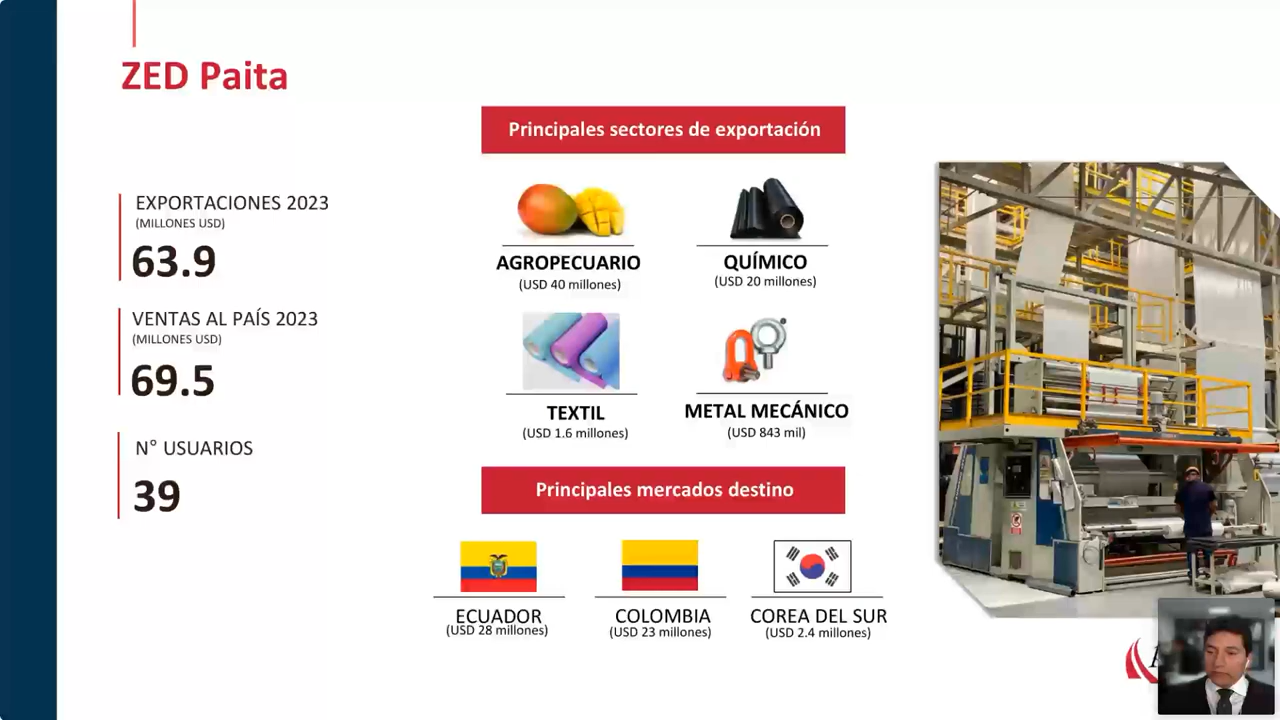 ZED Paita
EXPORTACIONES 2023
(MILLONES USD)
63.9
VENTAS AL PAÍS 2023
(MILLONES USD)
69.5
N° USUARIOS
39
Principales sectores de exportación
AGROPECUARIO
(USD 40 millones)
QUÍMICO
(USD 20 millones)
TEXTIL
(USD 1.6 millones)
METAL MECÁNICO
(USD 843 mil)
Principales mercados destino
ECUADOR
(USD 28 millones)
COLOMBIA
(USD 23 millones)
COREA DEL SUR
(USD 2.4 millones)